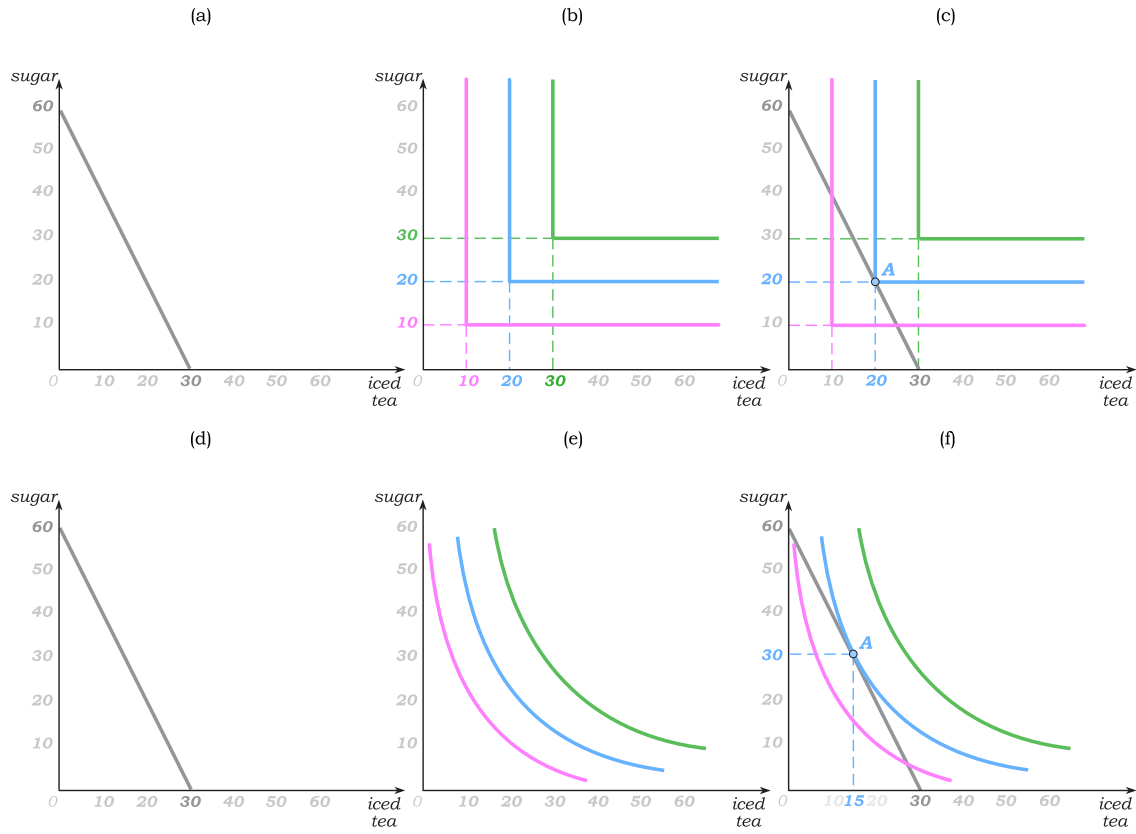 (a) (b) (c)
sugar sugar sugar
60 60 60
50 50 50
40 40 40
30 30 30
20 20 20 A
10 10 10
0 10 20 30 40 50 60 iced tea 0 10 20 30 40 50 60 iced tea 0 10 20 30 40 50 60 iced tea
(d) (e) (f)
sugar sugar sugar
60 60 60
50 50 50
40 40 40
30 30 30 A
20 20 20
10 10 10
0 10 20 30 40 50 60 iced tea 0 10 20 30 40 50 60 iced tea 0 10 15 20 30 40 50 60 iced tea